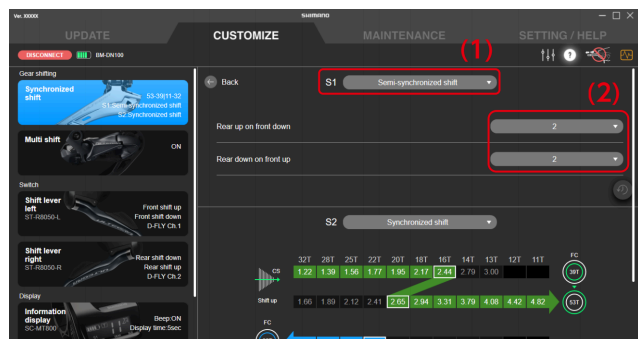 Ver. XXXXX
SHIMANO
UPDATE CUSTOMIZE MAINTENANCE SETTING / HELP
DISCONNECT BM-DN100
(1)
Gear shifting
Synchronized shift
53-39|11-32
S1:Semi-synchronized shift
S2:Synchronized shift
Back
S1 Semi-synchronized shift
(2)
Rear up on front down 2
Multi shift
ON
Rear down on front up 2
Switch
Shift lever left
ST-R8050-L
Front shift up
Front shift down
D-FLY Ch.1
S2 Synchronized shift
Shift lever right
ST-R8050-R
Rear shift down
Rear shift up
D-FLY Ch.2
32T 28T 25T 22T 20T 18T 16T 14T 13T 12T 11T FC
CS 1.22 1.39 1.56 1.77 1.95 2.17 2.44 2.79 3.00 39T
Display
Shift up 1.66 1.89 2.12 2.41 2.65 2.94 3.31 3.79 4.08 4.42 4.82 53T
Information display
SC-MT800
Beep:ON
Display time:5sec
FC